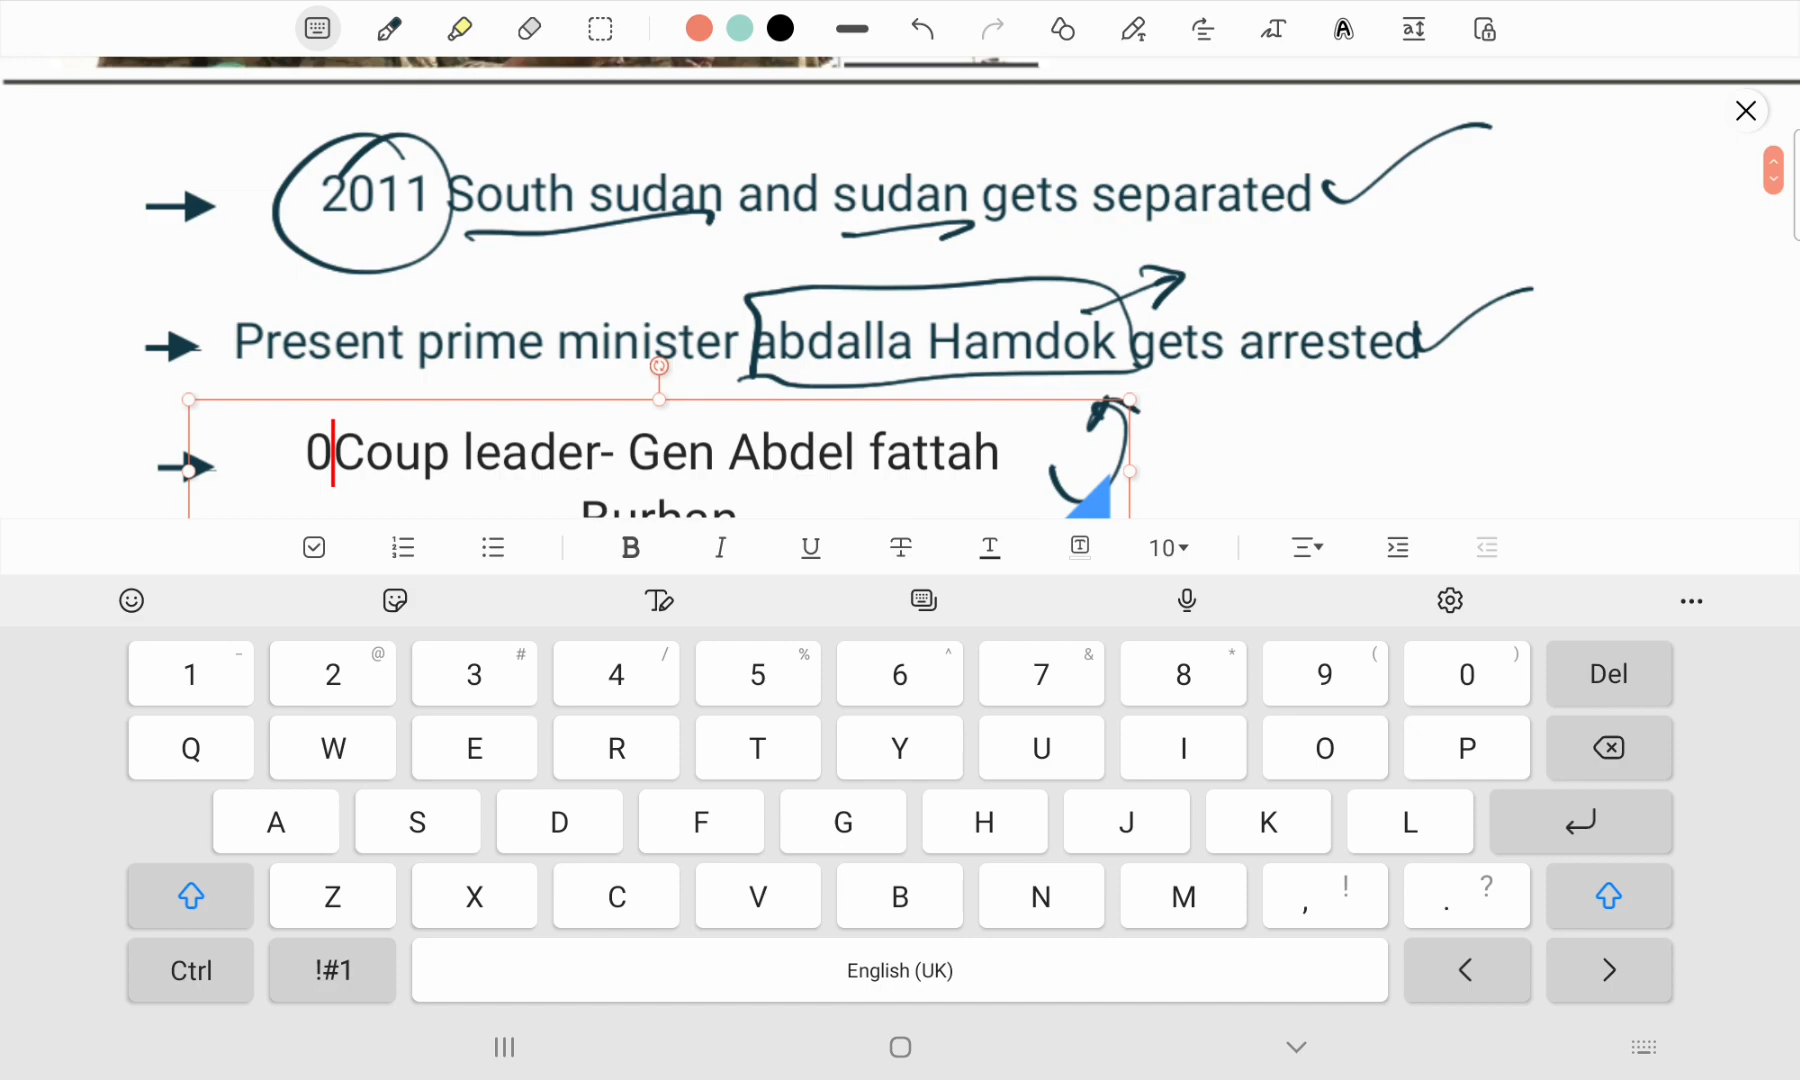 2011 South sudan and sudan gets separated
Present prime minister abdalla Hamdok gets arrested
0Coup leader- Gen Abdel fattah
Burhan
10
1 - 2 @ 3 # 4 / 5 % 6 ^ 7 & 8 * 9 ( 0 ) Del
Q W E R T Y U I O P
A S D F G H J K L
Z X C V B N M , ! . ?
Ctrl !#1 English (UK) < >